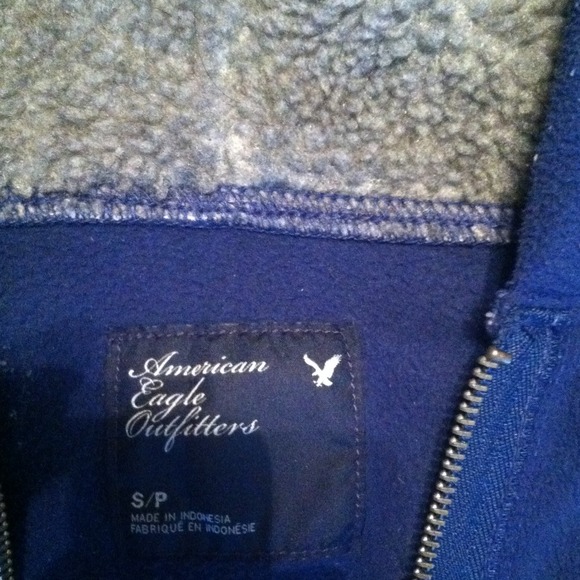 American
Eagle
Outfitters
S/P
MADE IN INDONESIA
FABRIQUÉ EN INDONÉSIE